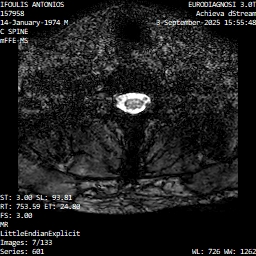 IFOULIS ANTONIOS
157958
14-January-1974 M
C SPINE
mFFE-MS
EURODIAGNOSI 3.0T
Achieva dStream
3-September-2025 15:55:48
ST: 3.00 SL: 93.81
RT: 753.59 ET: 24.80
FS: 3.00
MR
LittleEndianExplicit
Images: 7/133
Series: 601
WL: 726 WW: 1262